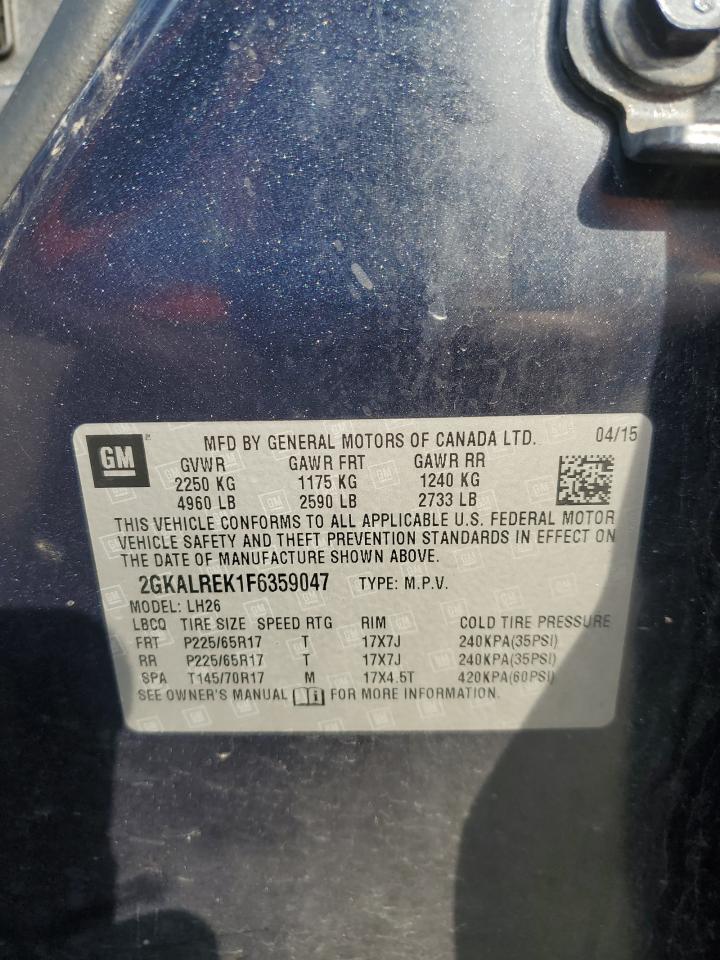 GM MFD BY GENERAL MOTORS OF CANADA LTD. 04/15
GVWR GAWR FRT GAWR RR
2250 KG 1175 KG 1240 KG
4960 LB 2590 LB 2733 LB
THIS VEHICLE CONFORMS TO ALL APPLICABLE U.S. FEDERAL MOTOR
VEHICLE SAFETY AND THEFT PREVENTION STANDARDS IN EFFECT ON
THE DATE OF MANUFACTURE SHOWN ABOVE.
2GKALREK1F6359047 TYPE: M.P.V.
MODEL: LH26
LBCQ TIRE SIZE SPEED RTG RIM COLD TIRE PRESSURE
FRT P225/65R17 T 17X7J 240KPA(35PSI)
RR P225/65R17 T 17X7J 240KPA(35PSI)
SPA T145/70R17 M 17X4.5T 420KPA(60PSI)
SEE OWNER'S MANUAL i FOR MORE INFORMATION.